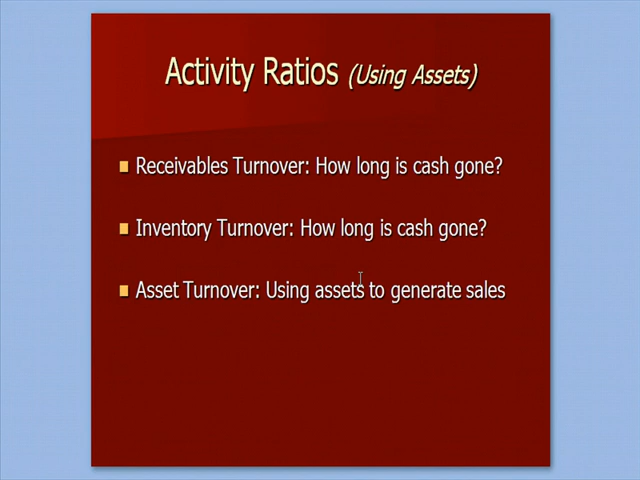 Activity Ratios (Using Assets)
Receivables Turnover: How long is cash gone?
Inventory Turnover: How long is cash gone?
Asset Turnover: Using assets to generate sales